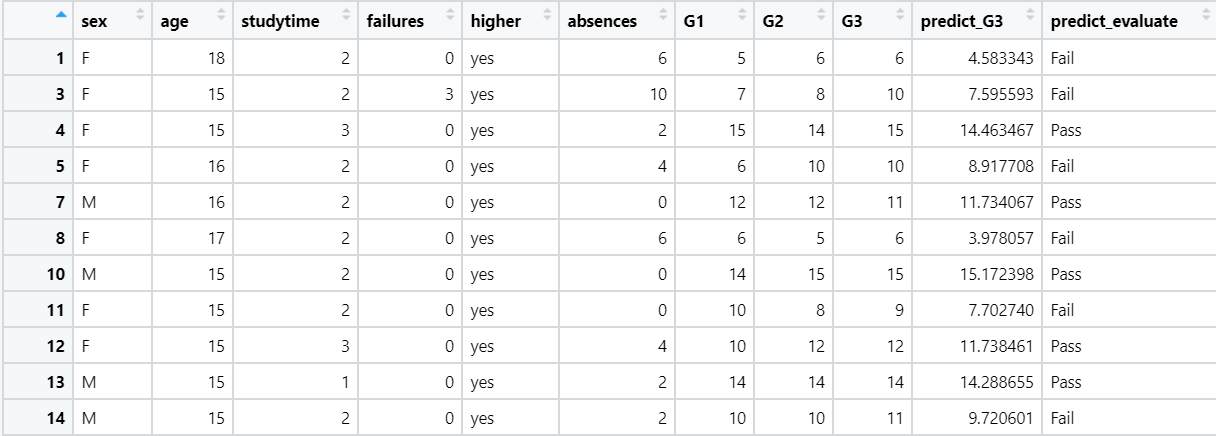 sex age studytime failures higher absences G1 G2 G3 predict_G3 predict_evaluate
1 F 18 2 0 yes 6 5 6 6 4.583343 Fail
3 F 15 2 3 yes 10 7 8 10 7.595593 Fail
4 F 15 3 0 yes 2 15 14 15 14.463467 Pass
5 F 16 2 0 yes 4 6 10 10 8.917708 Fail
7 M 16 2 0 yes 0 12 12 11 11.734067 Pass
8 F 17 2 0 yes 6 6 5 6 3.978057 Fail
10 M 15 2 0 yes 0 14 15 15 15.172398 Pass
11 F 15 2 0 yes 0 10 8 9 7.702740 Fail
12 F 15 3 0 yes 4 10 12 12 11.738461 Pass
13 M 15 1 0 yes 2 14 14 14 14.288655 Pass
14 M 15 2 0 yes 2 10 10 11 9.720601 Fail